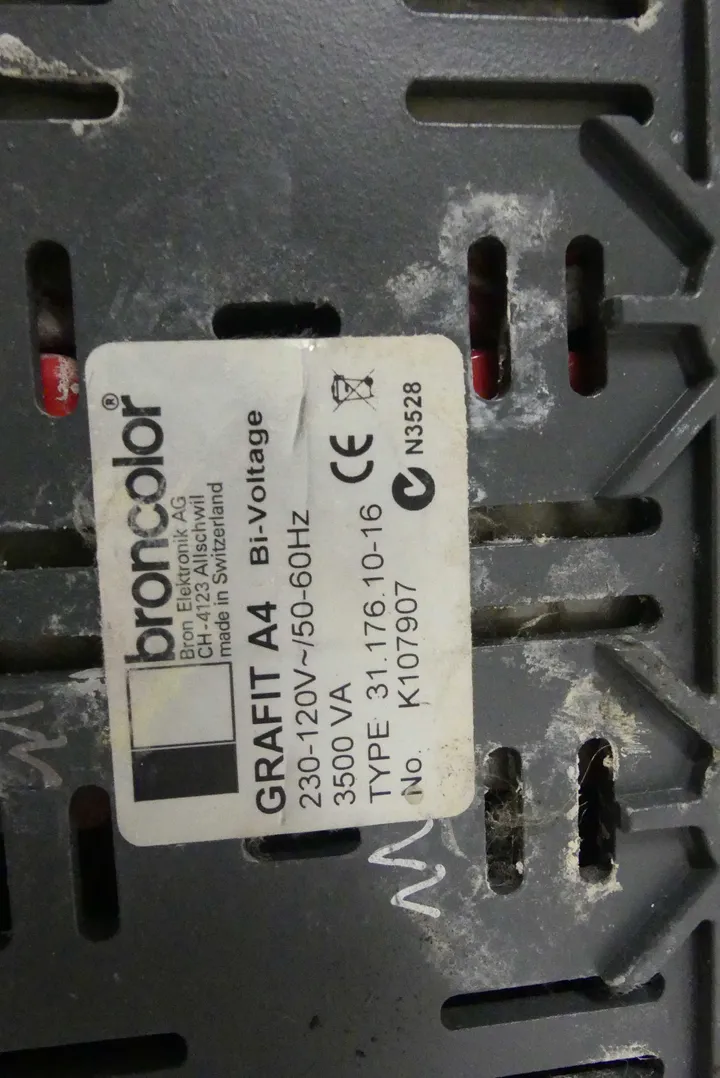 broncolor®
Bron Elektronik AG
CH-4123 Allschwil
made in Switzerland
GRAFIT A4 Bi-Voltage
230-120V~/50-60Hz
3500 VA
TYPE 31.176.10-16
No. K107907
CE
N3528